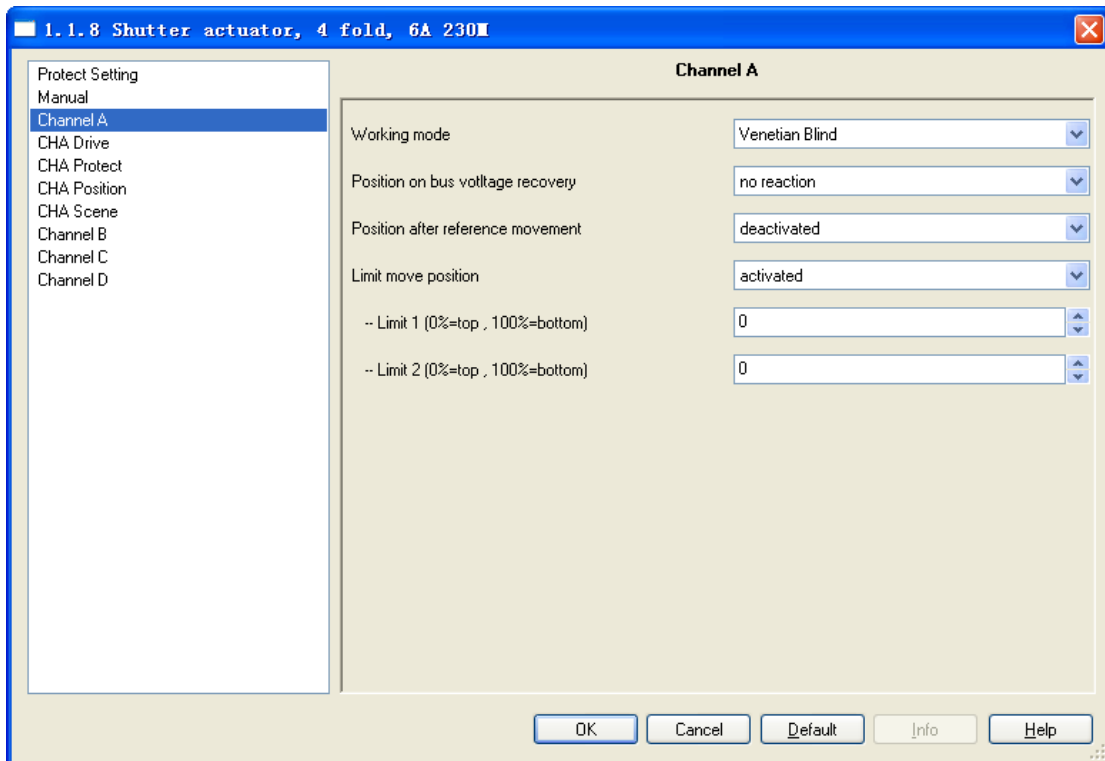 1.1.8 Shutter actuator, 4 fold, 6A 230M
Protect Setting
Manual
Channel A
CHA Drive
CHA Protect
CHA Position
CHA Scene
Channel B
Channel C
Channel D
Channel A
Working mode Venetian Blind
Position on bus votltage recovery no reaction
Position after reference movement deactivated
Limit move position activated
-- Limit 1 (0%=top , 100%=bottom) 0
-- Limit 2 (0%=top , 100%=bottom) 0
OK Cancel Default Info Help